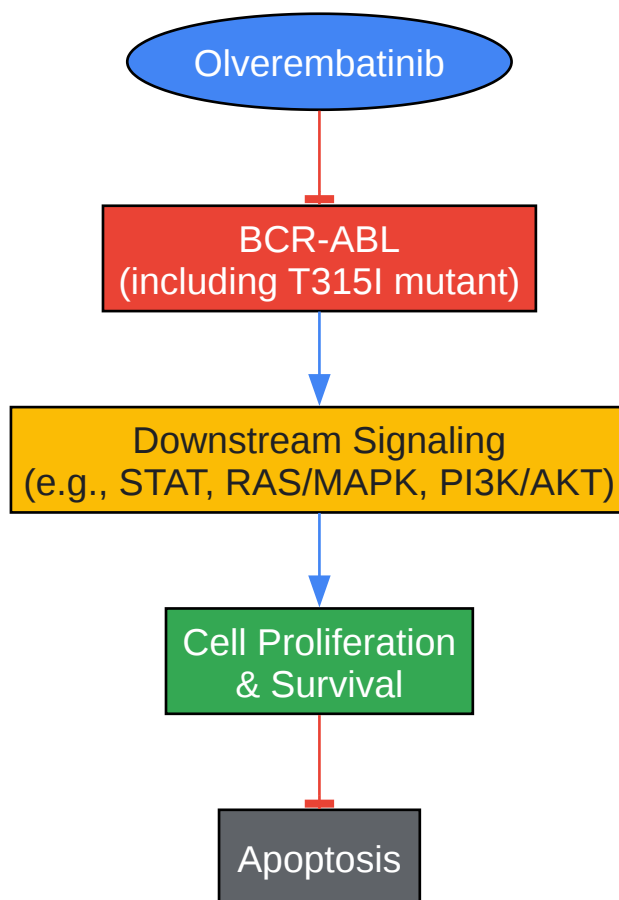 Olverembatinib
BCR-ABL
(including T315I mutant)
Downstream Signaling
(e.g., STAT, RAS/MAPK, PI3K/AKT)
Cell Proliferation
& Survival
Apoptosis